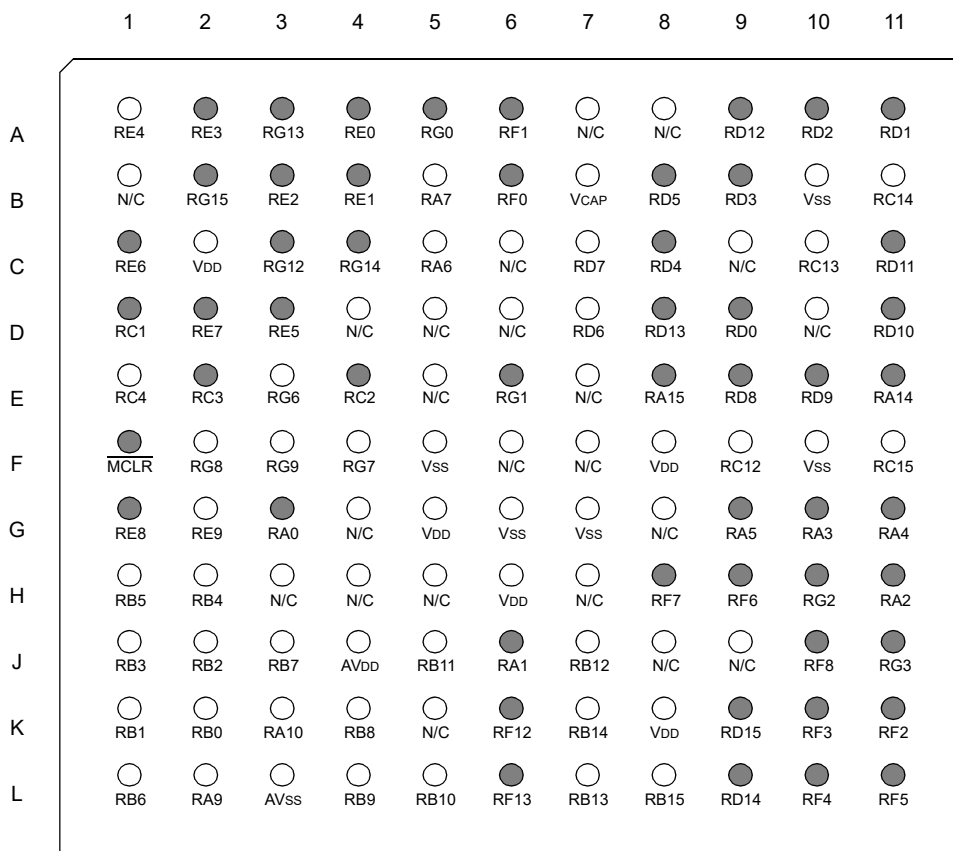 1 2 3 4 5 6 7 8 9 10 11
A
RE4 RE3 RG13 RE0 RG0 RF1 N/C N/C RD12 RD2 RD1
B
N/C RG15 RE2 RE1 RA7 RF0 VCAP RD5 RD3 VSS RC14
C
RE6 VDD RG12 RG14 RA6 N/C RD7 RD4 N/C RC13 RD11
D
RC1 RE7 RE5 N/C N/C N/C RD6 RD13 RD0 N/C RD10
E
RC4 RC3 RG6 RC2 N/C RG1 N/C RA15 RD8 RD9 RA14
F
MCLR RG8 RG9 RG7 VSS N/C N/C VDD RC12 VSS RC15
G
RE8 RE9 RA0 N/C VDD VSS VSS N/C RA5 RA3 RA4
H
RB5 RB4 N/C N/C N/C VDD N/C RF7 RF6 RG2 RA2
J
RB3 RB2 RB7 AVDD RB11 RA1 RB12 N/C N/C RF8 RG3
K
RB1 RB0 RA10 RB8 N/C RF12 RB14 VDD RD15 RF3 RF2
L
RB6 RA9 AVSS RB9 RB10 RF13 RB13 RB15 RD14 RF4 RF5